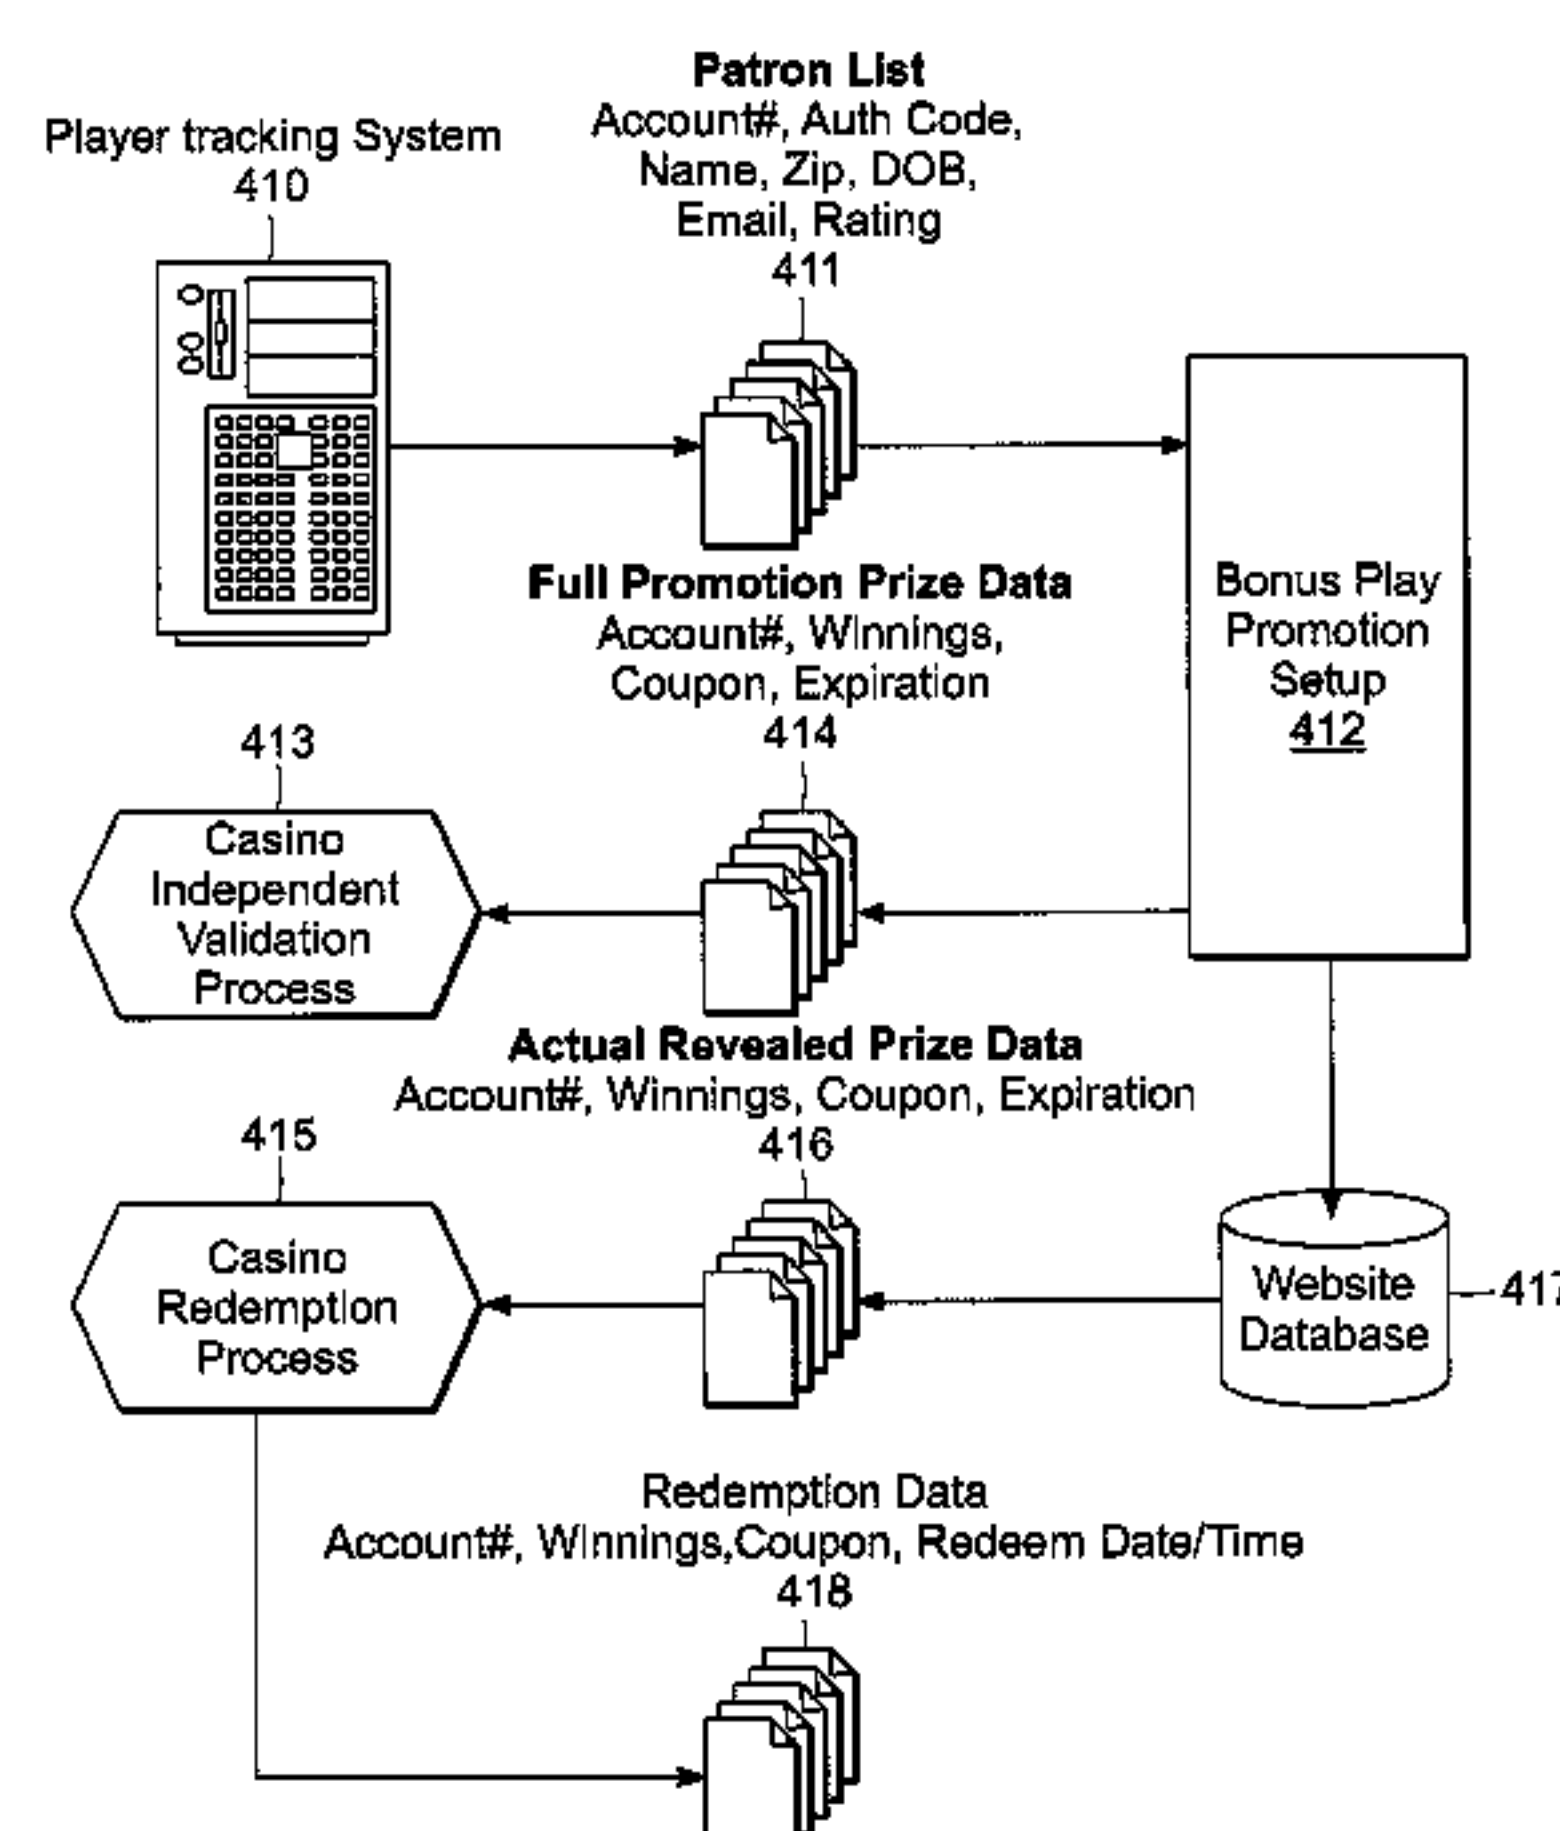 Patron List
Account#, Auth Code,
Name, Zip, DOB,
Email, Rating
411
Player tracking System
410
Full Promotion Prize Data
Account#, Winnings,
Coupon, Expiration
414
Bonus Play
Promotion
Setup
412
413
Casino
Independent
Validation
Process
Actual Revealed Prize Data
Account#, Winnings, Coupon, Expiration
416
415
Casino
Redemption
Process
Website
Database
417
Redemption Data
Account#, Winnings,Coupon, Redeem Date/Time
418